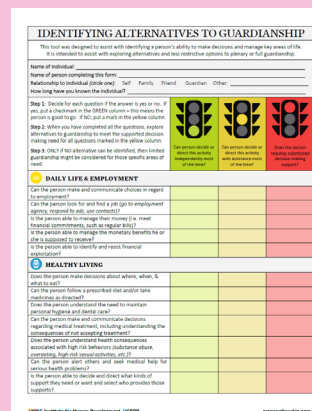 IDENTIFYING ALTERNATIVES TO GUARDIANSHIP
This tool was designed to assist with identifying a person's ability to make decisions and manage key areas of life.
It is intended to assist with exploring alternatives and less restrictive options to plenary or full guardianship.
Name of Individual:
Name of person completing this form:
Relationship to individual (circle one): Self Family Friend Guardian Other:
How long have you known the individual?
Step 1: Decide for each question if the answer is yes or no. If
yes, put a checkmark in the GREEN column – this means the
person is good to go. If NO, put a mark in the yellow column.
Step 2: When you have completed all the questions, explore
alternatives to guardianship to meet the supported decision
making need for all questions marked in the yellow column.
Step 3: ONLY if NO alternative can be identified, then limited
guardianship might be considered for those specific areas of
need.
Can person decide or
direct this activity
independently most
of the time?
Can person decide or
direct this activity
with assistance most
of the time?
Does the person
requires substituted
decision making
support?
DAILY LIFE & EMPLOYMENT
Can the person make and communicate choices in regard
to employment?
Can the person look for and find a job (go to employment
agency, respond to ads, use contacts)?
Is the person able to manage their money (i.e. meet
financial commitments, such as regular bills)?
Is the person able to manage the monetary benefits he or
she is supposed to receive?
Is the person able to identify and resist financial
exploitation?
HEALTHY LIVING
Does the person make decisions about where, when, &
what to eat?
Can the person follow a prescribed diet and/or take
medicines as directed?
Does the person understand the need to maintain
personal hygiene and dental care?
Can the person make and communicate decisions
regarding medical treatment, including understanding the
consequences of not accepting treatment?
Does the person understand health consequences
associated with high risk behaviors (substance abuse,
overeating, high-risk sexual activities, etc.)?
Can the person alert others and seek medical help for
serious health problems?
Is the person able to decide and direct what kinds of
support they need or want and select who provides those
supports?
Institute for Human Development, UCEDD